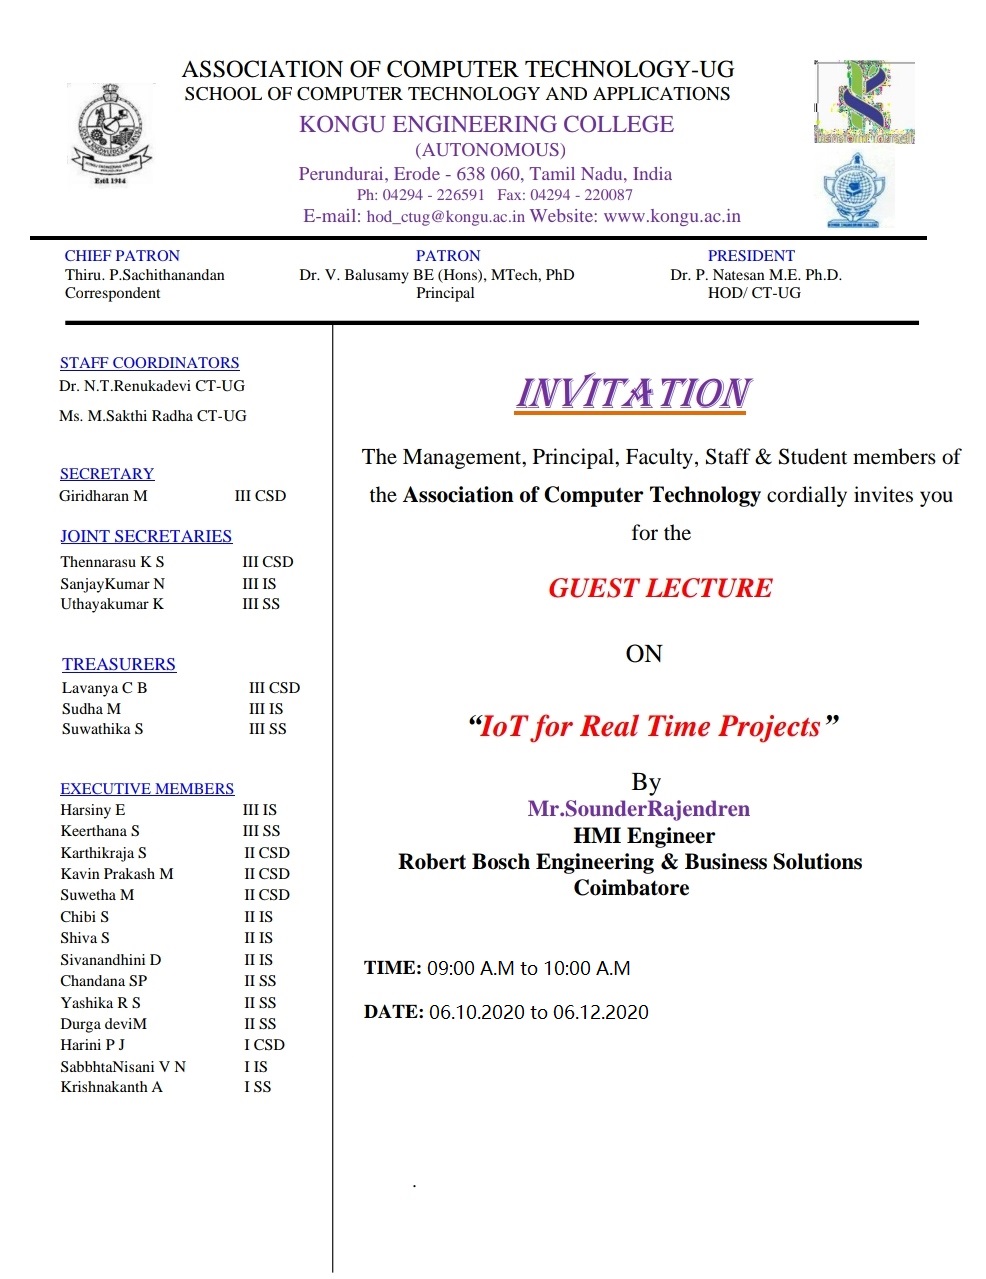 ASSOCIATION OF COMPUTER TECHNOLOGY-UG
SCHOOL OF COMPUTER TECHNOLOGY AND APPLICATIONS
KONGU ENGINEERING COLLEGE
(AUTONOMOUS)
Perundurai, Erode - 638 060, Tamil Nadu, India
Ph: 04294 - 226591 Fax: 04294 - 220087
E-mail: hod_ctug@kongu.ac.in Website: www.kongu.ac.in
Estd 1984
CHIEF PATRON
Thiru. P.Sachithanandan
Correspondent
PATRON
Dr. V. Balusamy BE (Hons), MTech, PhD
Principal
PRESIDENT
Dr. P. Natesan M.E. Ph.D.
HOD/ CT-UG
STAFF COORDINATORS
Dr. N.T.Renukadevi CT-UG
Ms. M.Sakthi Radha CT-UG
SECRETARY
Giridharan M III CSD
JOINT SECRETARIES
Thennarasu K S III CSD
SanjayKumar N III IS
Uthayakumar K III SS
TREASURERS
Lavanya C B III CSD
Sudha M III IS
Suwathika S III SS
EXECUTIVE MEMBERS
Harsiny E III IS
Keerthana S III SS
Karthikraja S II CSD
Kavin Prakash M II CSD
Suwetha M II CSD
Chibi S II IS
Shiva S II IS
Sivanandhini D II IS
Chandana SP II SS
Yashika R S II SS
Durga deviM II SS
Harini P J I CSD
SabbhtaNisani V N I IS
Krishnakanth A I SS
INVITATION
The Management, Principal, Faculty, Staff & Student members of
the Association of Computer Technology cordially invites you
for the
GUEST LECTURE
ON
“IoT for Real Time Projects”
By
Mr.SounderRajendren
HMI Engineer
Robert Bosch Engineering & Business Solutions
Coimbatore
TIME: 09:00 A.M to 10:00 A.M
DATE: 06.10.2020 to 06.12.2020
.